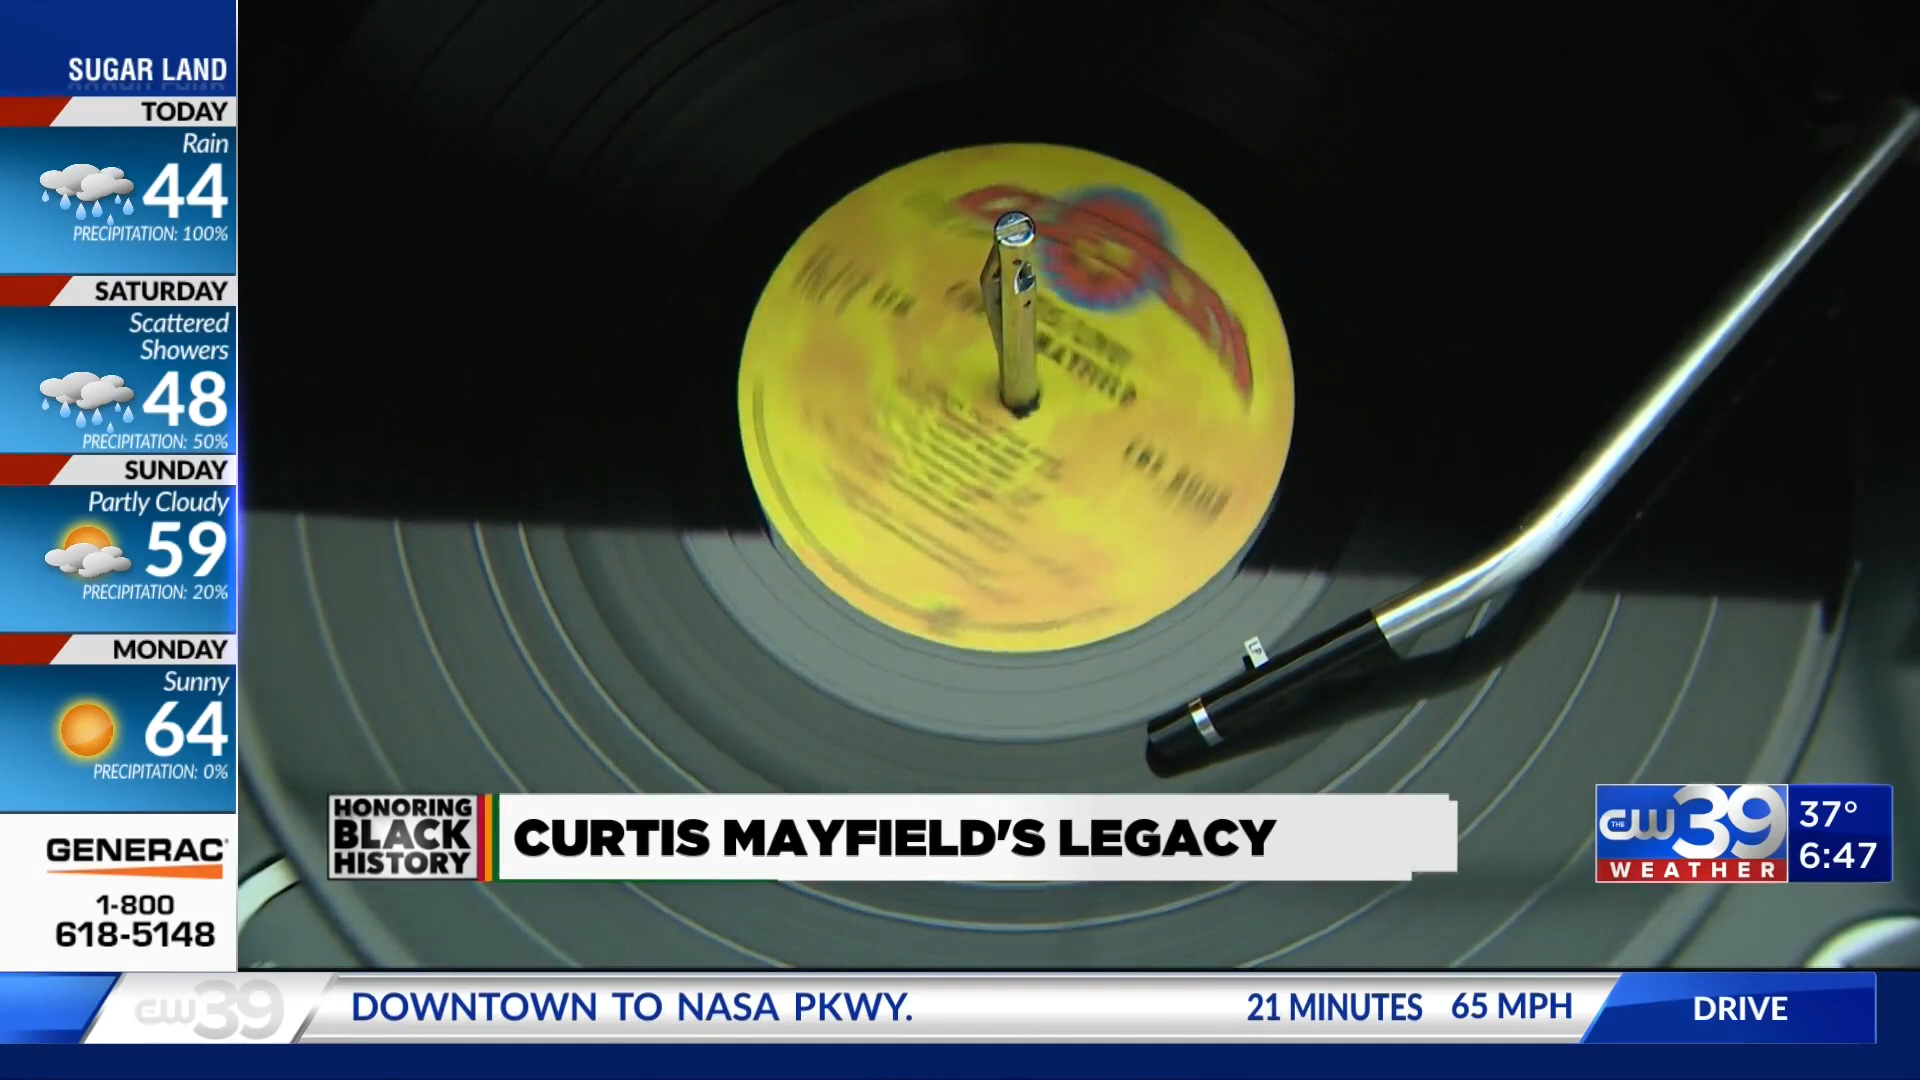 SUGAR LAND
TODAY
Rain
44
PRECIPITATION: 100%
SATURDAY
Scattered
Showers
48
PRECIPITATION: 50%
SUNDAY
Partly Cloudy
59
PRECIPITATION: 20%
MONDAY
Sunny
64
PRECIPITATION: 0%
GENERAC
1-800
618-5148
LP
HONORING
BLACK
HISTORY
CURTIS MAYFIELD'S LEGACY
THE CW 39
WEATHER
37°
6:47
CW39
DOWNTOWN TO NASA PKWY.
21 MINUTES 65 MPH
DRIVE